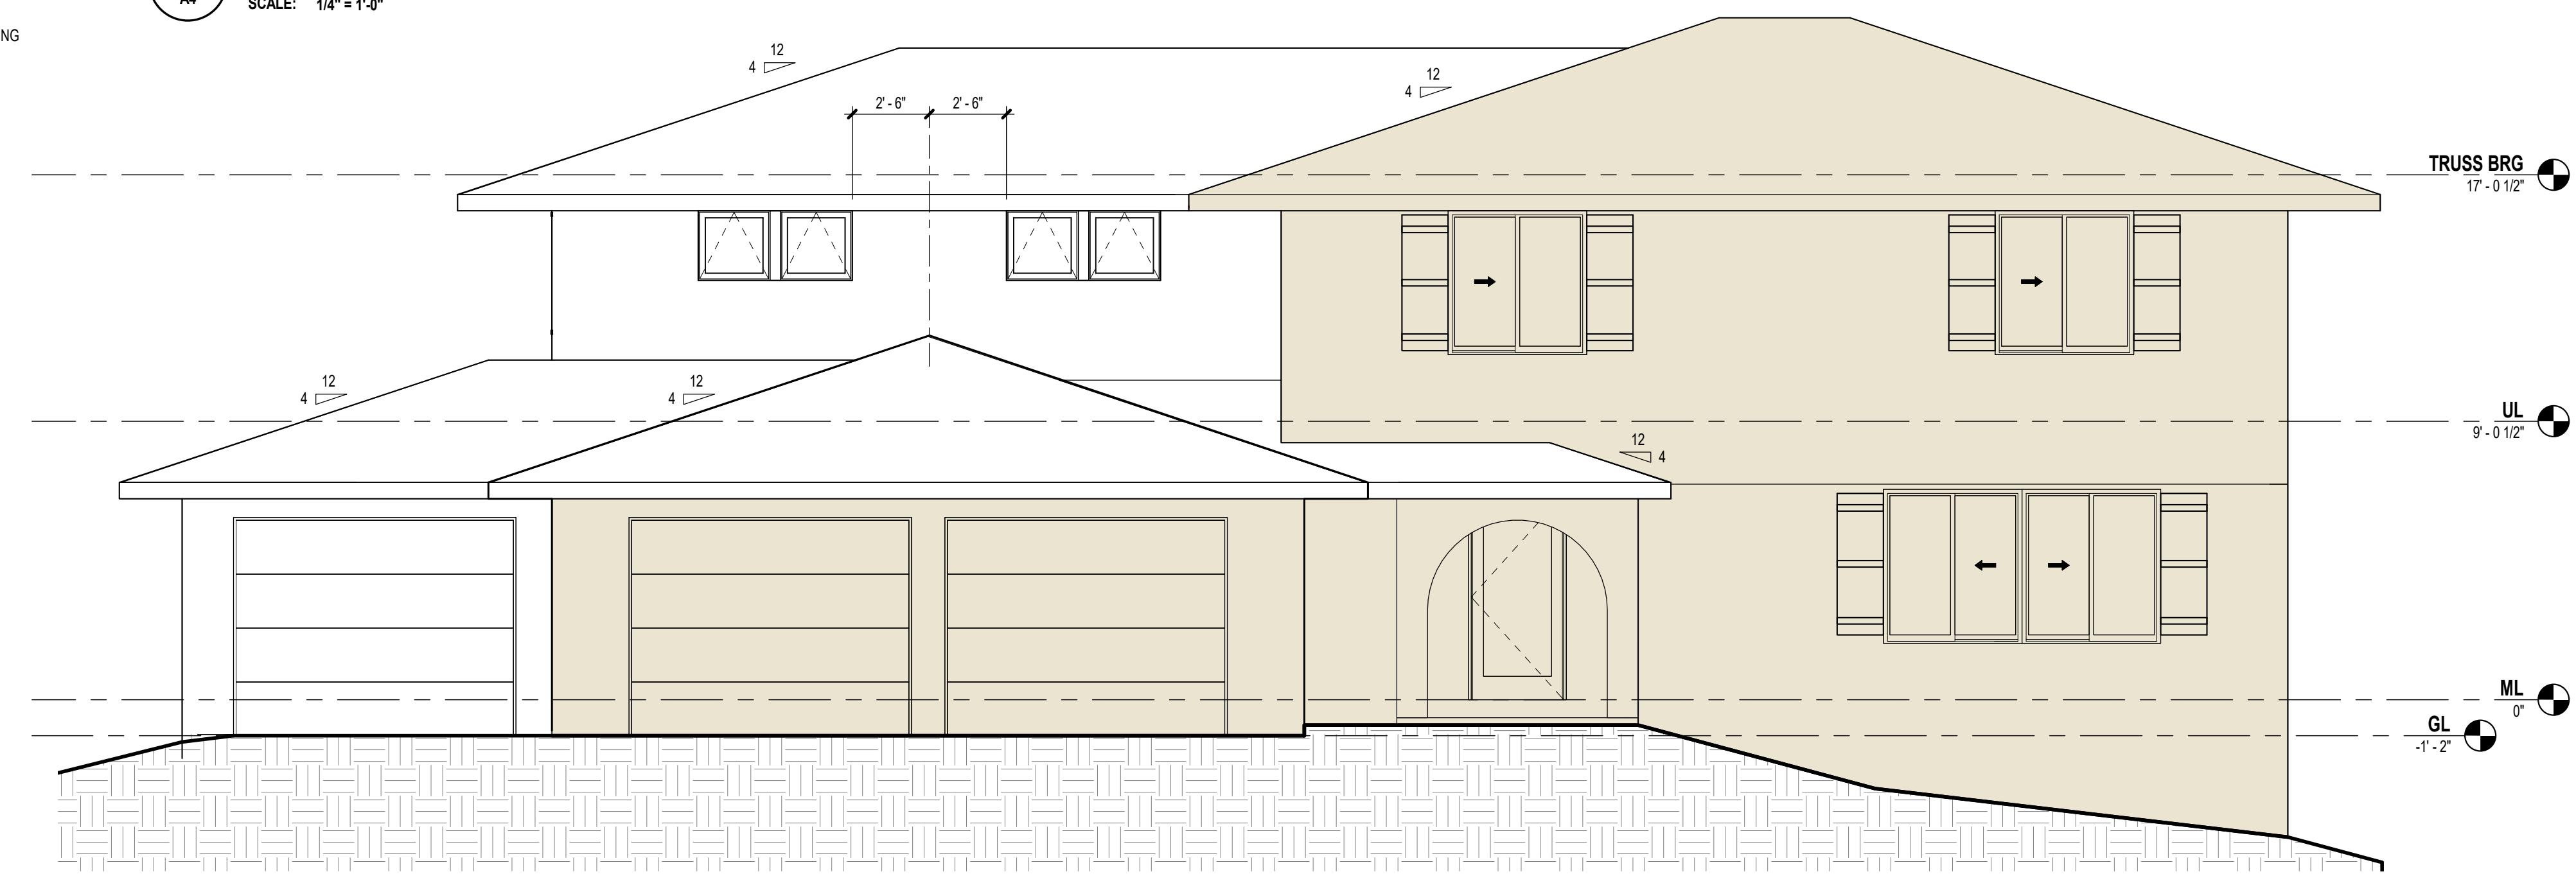 A4
SCALE: 1/4" = 1'-0"
NG
12
4
12
4
2' - 6" 2' - 6"
TRUSS BRG
17' - 0 1/2"
12
4
12
4
UL
9' - 0 1/2"
12
4
ML
0"
GL
-1' - 2"